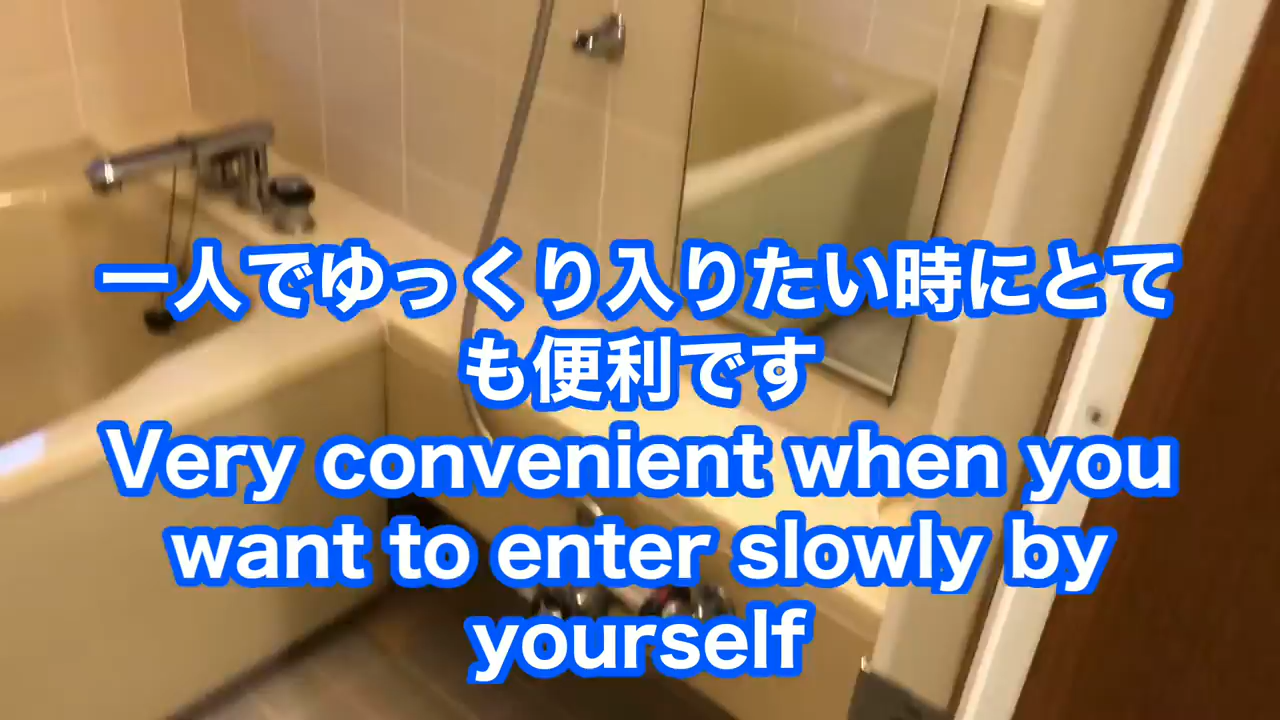 一人でゆっくり入りたい時にとて
も便利です
Very convenient when you
want to enter slowly by
yourself